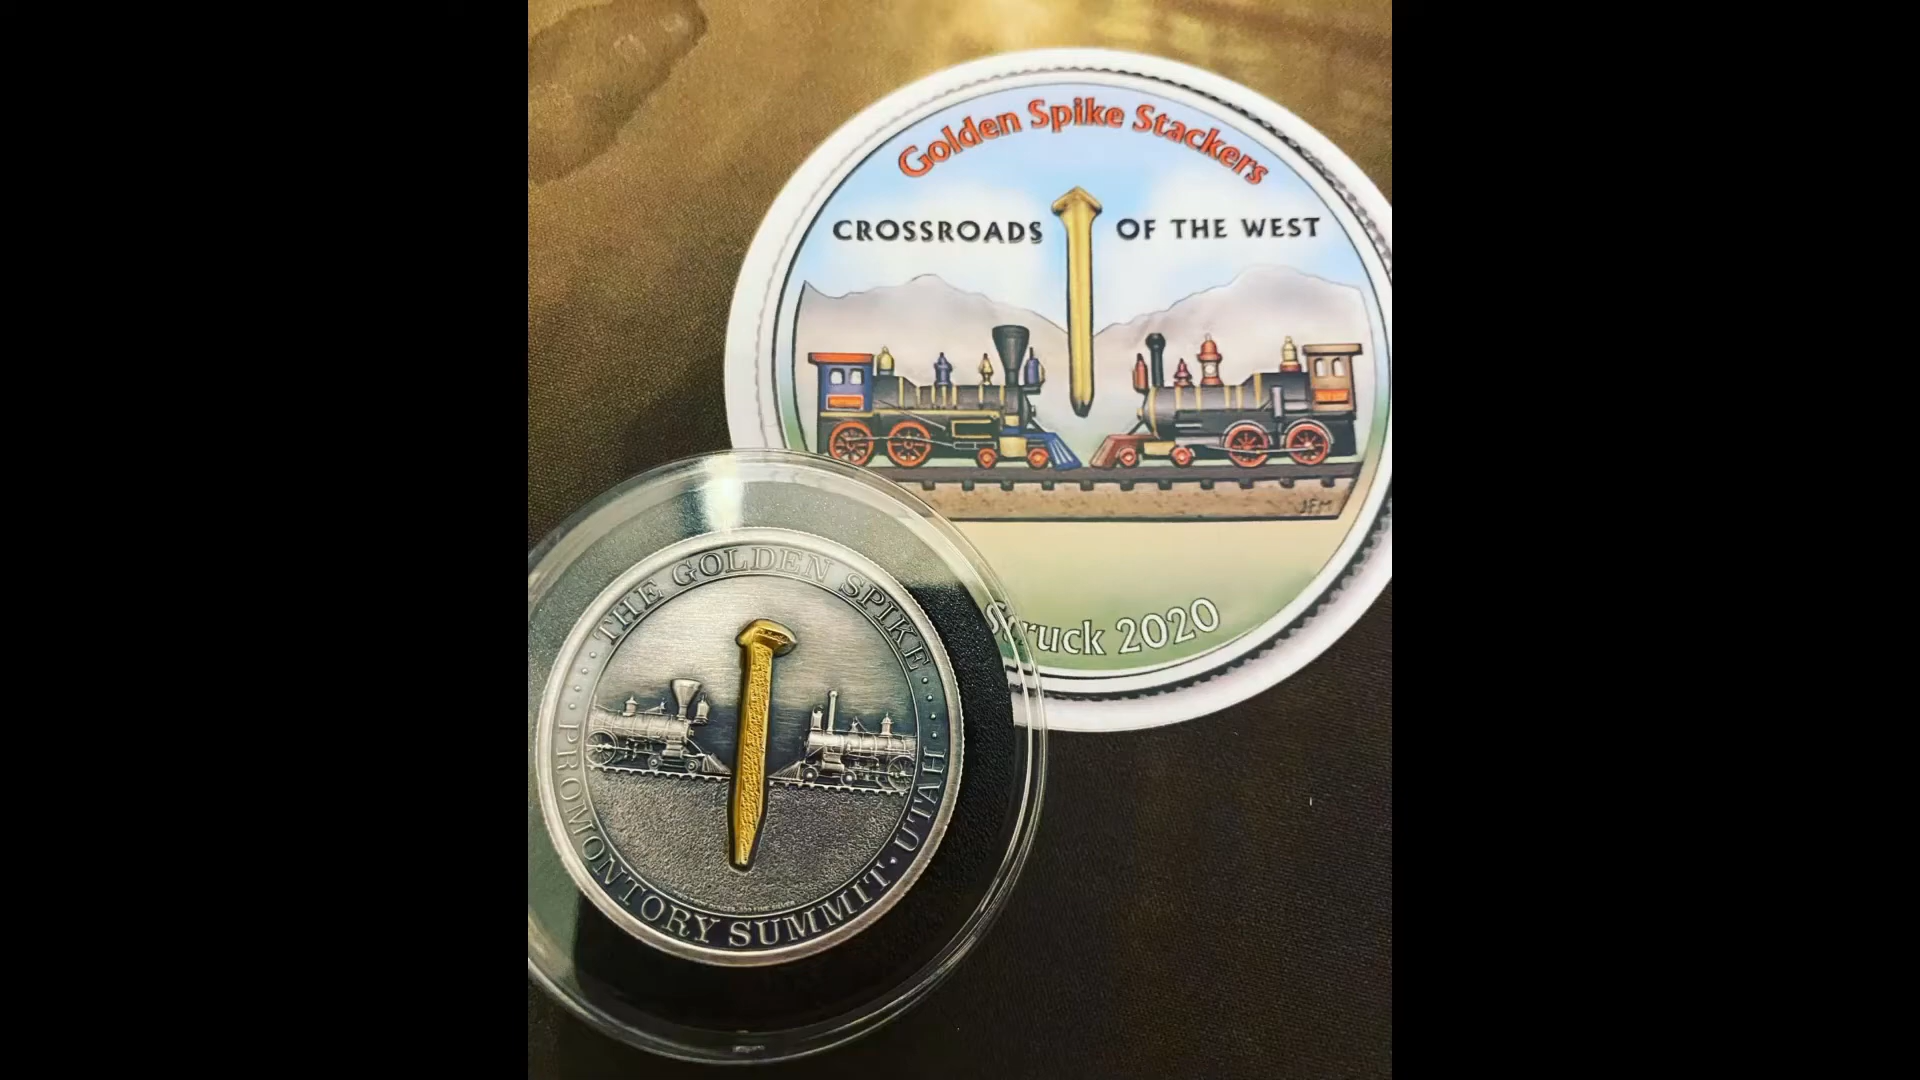 Golden Spike Stackers
CROSSROADS OF THE WEST
JFM
Struck 2020
THE GOLDEN SPIKE
PROMONTORY SUMMIT · UTAH